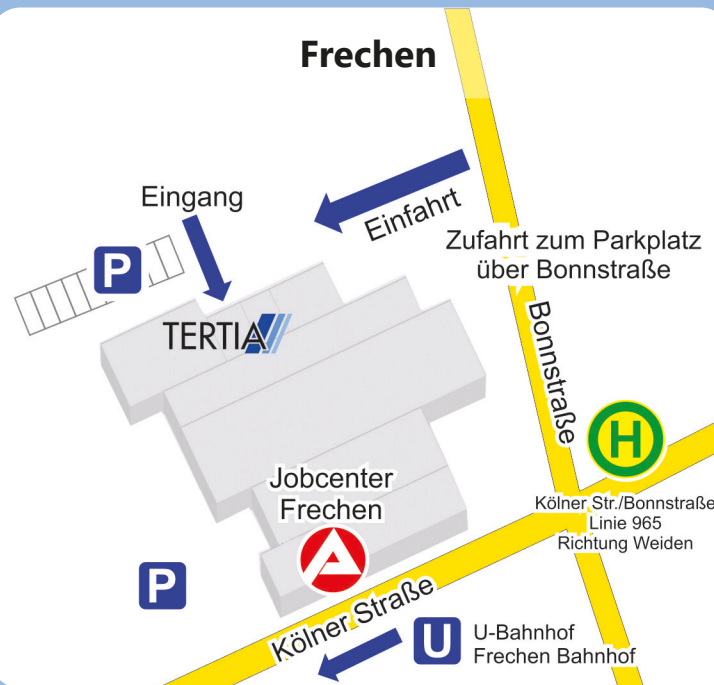 Frechen
Eingang
Einfahrt
P
Zufahrt zum Parkplatz
über Bonnstraße
TERTIA
Bonnstraße
H
Jobcenter
Frechen
Kölner Str./Bonnstraße
Linie 965
Richtung Weiden
P
Kölner Straße
U
U-Bahnhof
Frechen Bahnhof